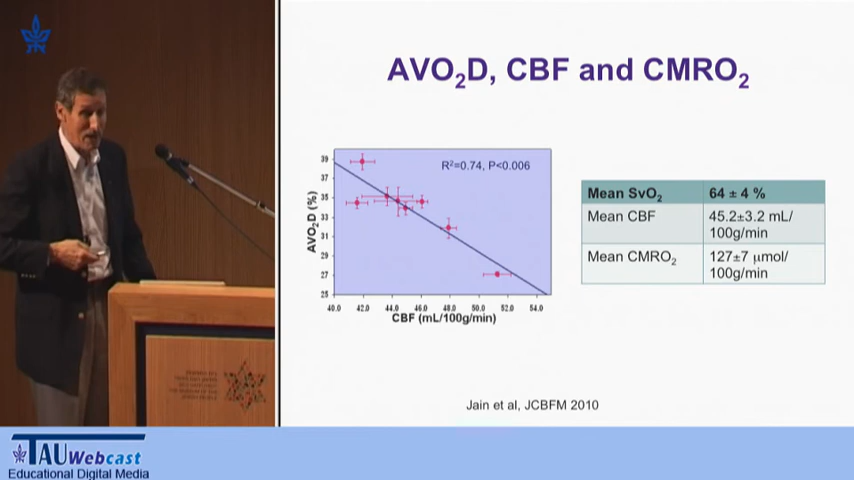 AVO₂D, CBF and CMRO₂
R²=0.74, P<0.006
AVO₂D (%)
39
37
35
33
31
29
27
25
40.0 42.0 44.0 46.0 48.0 50.0 52.0 54.0
CBF (mL/100g/min)
Mean SvO₂ 64 ± 4 %
Mean CBF 45.2±3.2 mL/
100g/min
Mean CMRO₂ 127±7 μmol/
100g/min
Jain et al, JCBFM 2010
TAU Webcast
Educational Digital Media